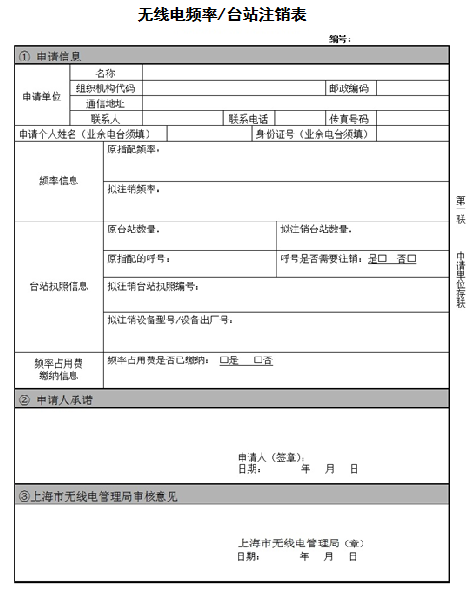 无线电频率/台站注销表
编号：
① 申请信息
申请单位
名称
组织机构代码 邮政编码
通信地址
联系人 联系电话 传真号码
申请个人姓名（业余电台须填） 身份证号（业余电台须填）
频率信息
原指配频率：
拟注销频率：
台站执照信息
原台站数量： 拟注销台站数量：
原指配的呼号： 呼号是否需要注销：是□ 否□
拟注销台站执照编号：
拟注销设备型号/设备出厂号：
频率占用费
缴纳信息
频率占用费是否已缴纳： □是 □否
② 申请人承诺
申请人（签章）：
日期： 年 月 日
③上海市无线电管理局审核意见
上海市无线电管理局（章）
日期： 年 月 日
第一联 申请单位存联